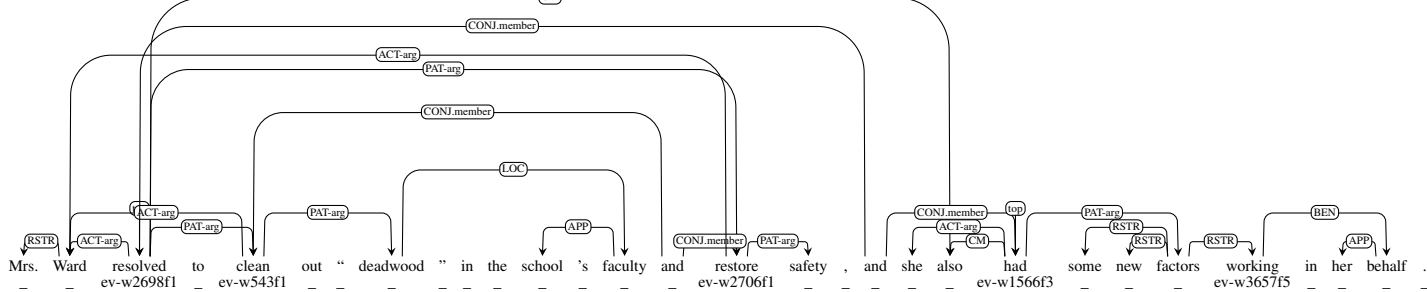 CONJ.member
ACT-arg
PAT-arg
CONJ.member
LOC
ACT-arg PAT-arg CONJ.member top PAT-arg BEN
PAT-arg APP ACT-arg RSTR
RSTR ACT-arg CONJ.member PAT-arg CM RSTR RSTR APP
Mrs. Ward resolved to clean out “ deadwood ” in the school ’s faculty and restore safety , and she also had some new factors working in her behalf .
_ _ ev-w2698f1 _ ev-w543f1 _ _ _ _ _ _ _ _ _ _ ev-w2706f1 _ _ _ _ _ ev-w1566f3 _ _ _ ev-w3657f5 _ _ _ _